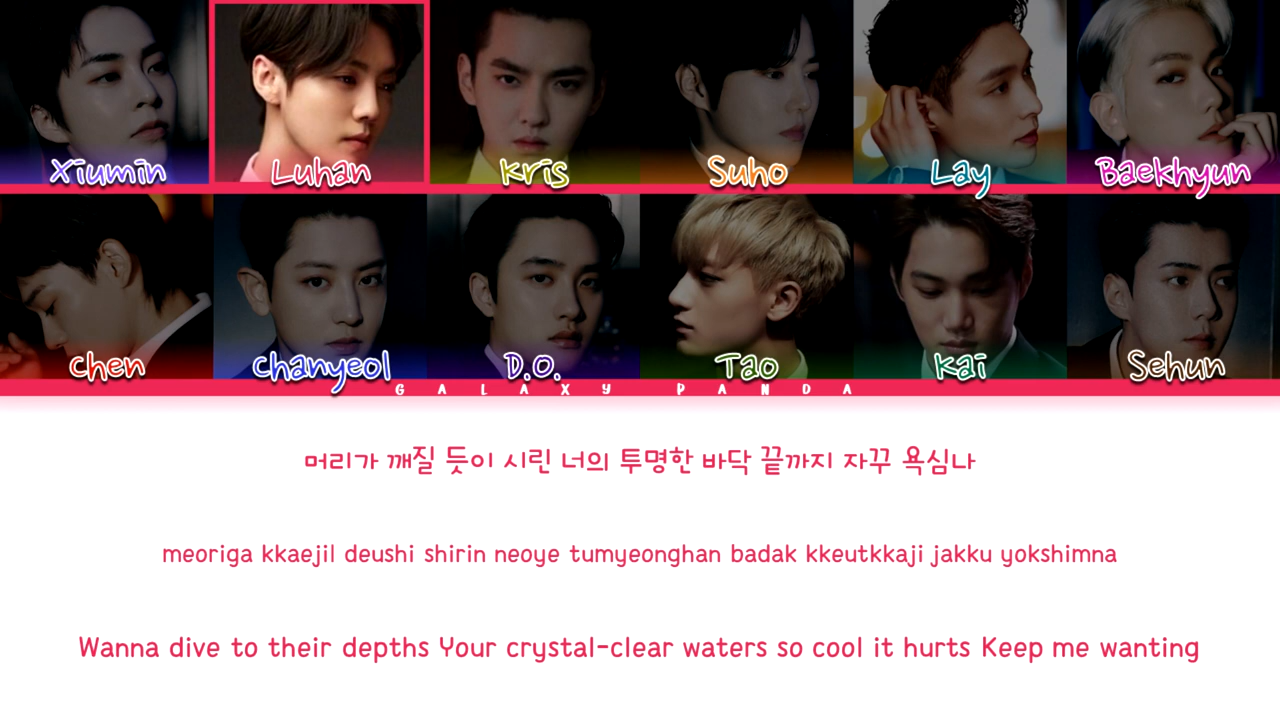 Xiumin Luhan Kris Suho Lay Baekhyun
Chen Chanyeol D.O. Tao Kai Sehun
GALAXY PANDA
머리가 깨질 듯이 시린 너의 투명한 바닥 끝까지 자꾸 욕심나
meoriga kkaejil deushi shirin neoye tumyeonghan badak kkeutkkaji jakku yokshimna
Wanna dive to their depths Your crystal-clear waters so cool it hurts Keep me wanting